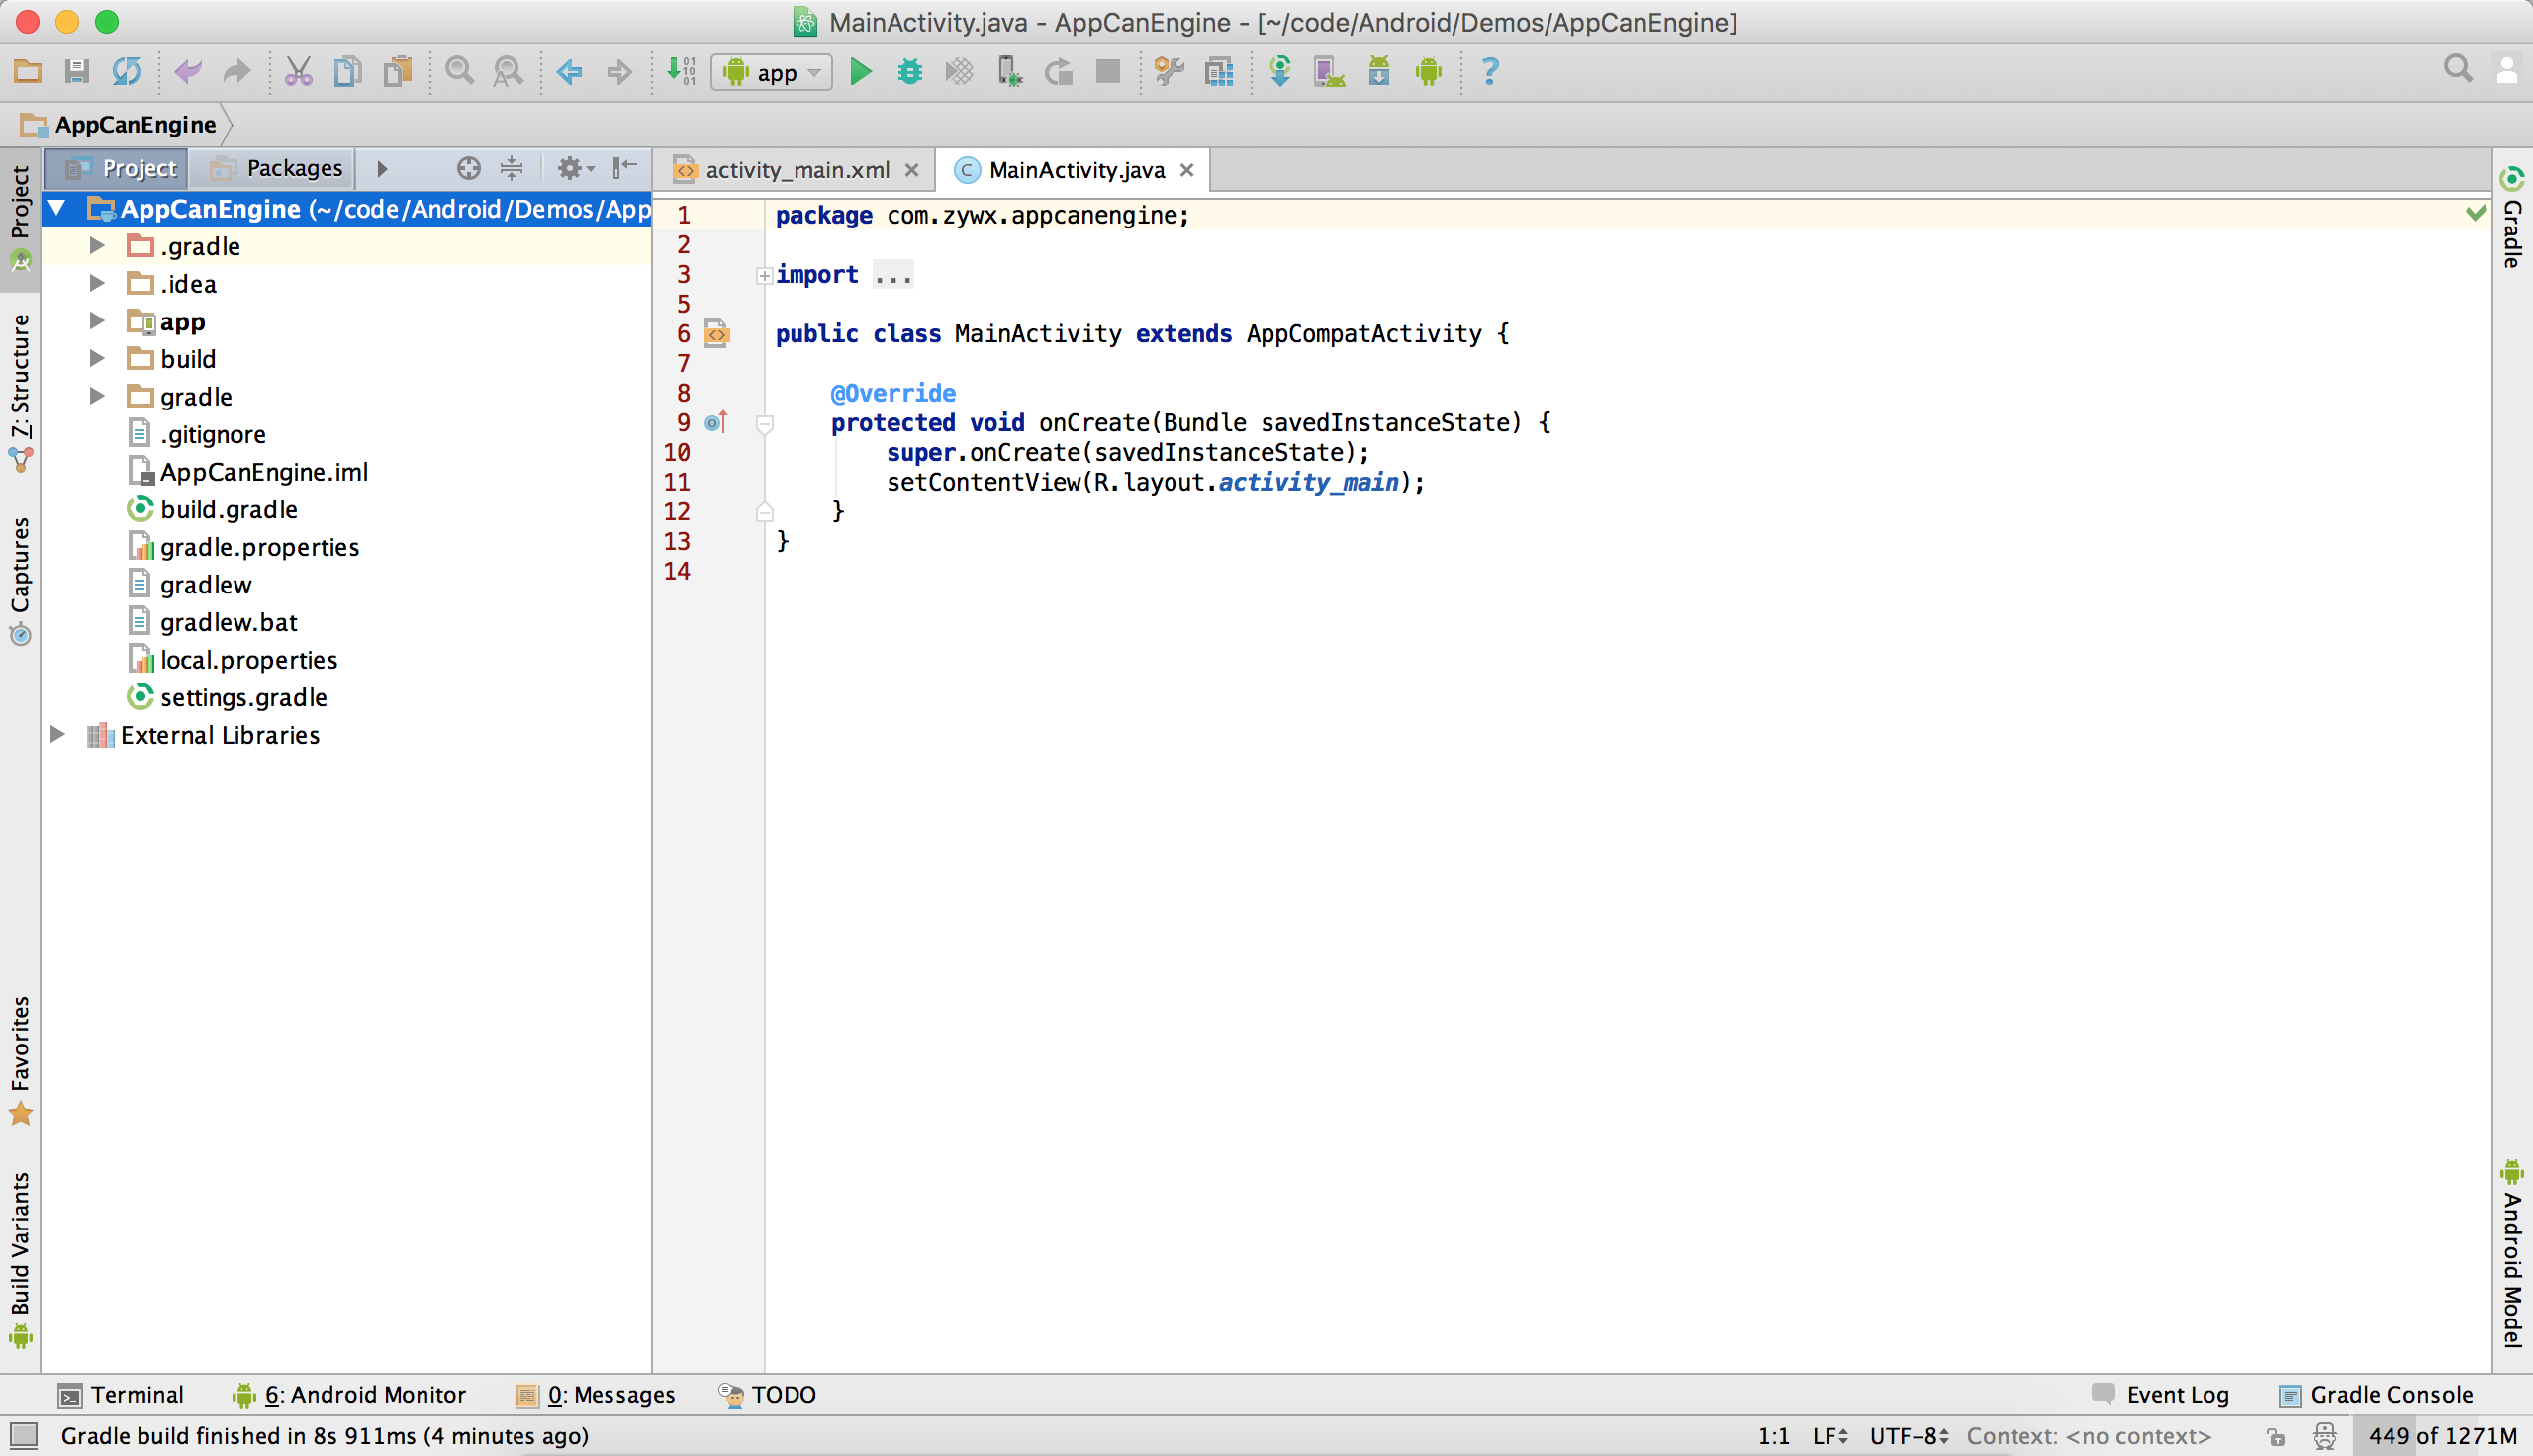 MainActivity.java - AppCanEngine - [~/code/Android/Demos/AppCanEngine]
app
AppCanEngine
Project
Packages
activity_main.xml
MainActivity.java
Project
7: Structure
Captures
Favorites
Build Variants
AppCanEngine (~/code/Android/Demos/App
.gradle
.idea
app
build
gradle
.gitignore
AppCanEngine.iml
build.gradle
gradle.properties
gradlew
gradlew.bat
local.properties
settings.gradle
External Libraries
1 package com.zywx.appcanengine;
2
3 import ...
5
6 public class MainActivity extends AppCompatActivity {
7
8 @Override
9 protected void onCreate(Bundle savedInstanceState) {
10 super.onCreate(savedInstanceState);
11 setContentView(R.layout.activity_main);
12 }
13 }
14
Gradle
Android Model
Terminal
6: Android Monitor
0: Messages
TODO
Event Log
Gradle Console
Gradle build finished in 8s 911ms (4 minutes ago)
1:1
LF
UTF-8
Context: <no context>
449 of 1271M